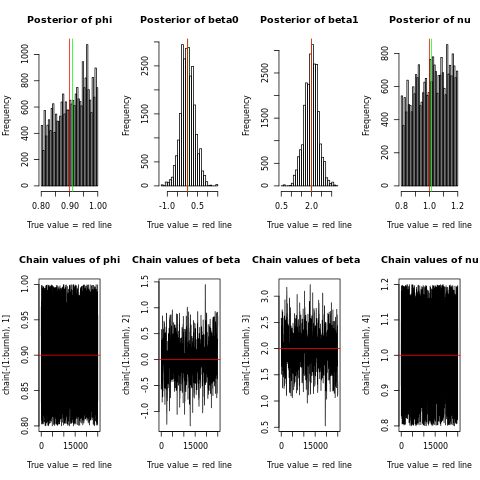 Posterior of phi
Posterior of beta0
Posterior of beta1
Posterior of nu
Frequency
0 200 400 600 800 1000
0.80 0.90 1.00
True value = red line
Frequency
0 500 1500 2500
-1.0 0.5
True value = red line
Frequency
0 500 1500
0.5 2.0
True value = red line
Frequency
0 200 400 600 800
0.8 1.0 1.2
True value = red line
Chain values of phi
Chain values of beta
Chain values of beta
Chain values of nu
chain[-(1:burnIn), 1]
0.80 0.85 0.90 0.95 1.00
0 15000
True value = red line
chain[-(1:burnIn), 2]
-1.0 0.0 0.5 1.0 1.5
0 15000
True value = red line
chain[-(1:burnIn), 3]
0.5 1.0 1.5 2.0 2.5 3.0
0 15000
True value = red line
chain[-(1:burnIn), 4]
0.8 0.9 1.0 1.1 1.2
0 15000
True value = red line